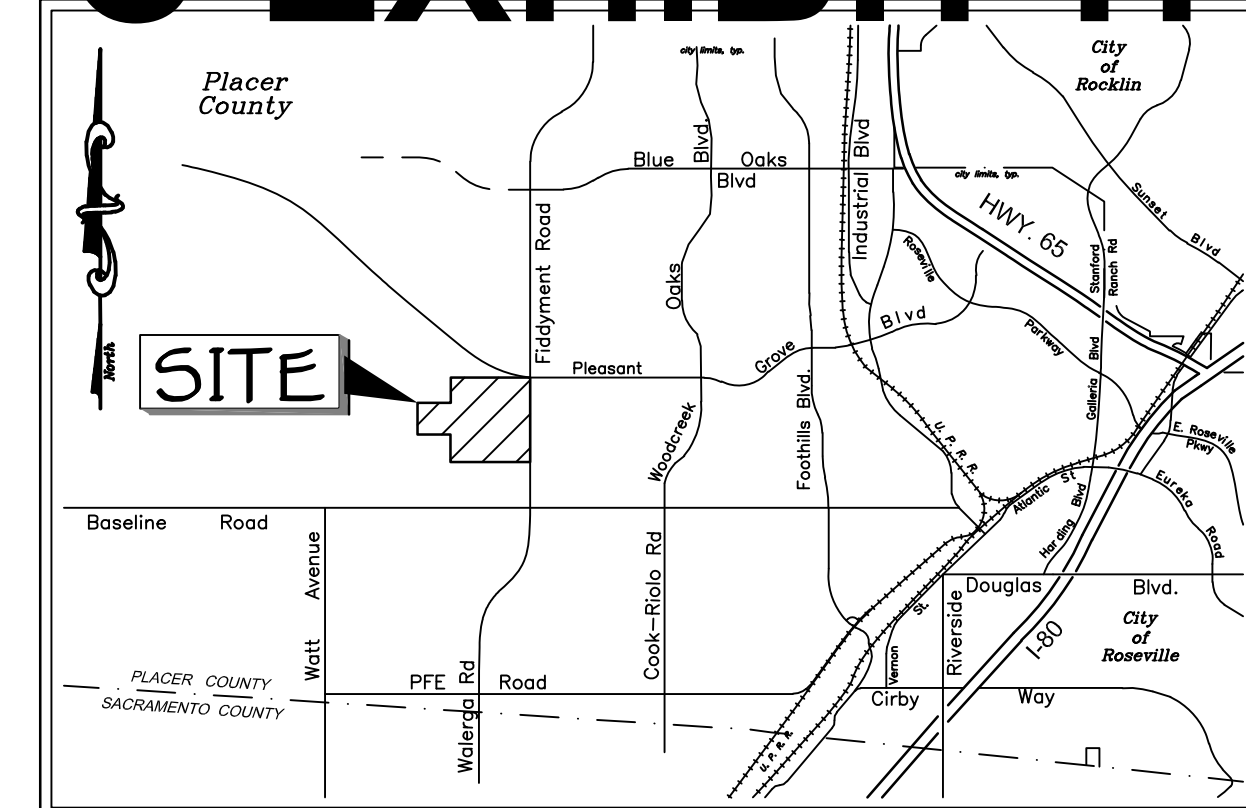 city limits, typ.
Placer
County
City
of
Rocklin
North
Blue Oaks
Blvd
Blvd.
Oaks
Woodcreek
Industrial Blvd
city limits, typ.
HWY. 65
Sunset Blvd
Stanford
Ranch Rd
Roseville
Parkway
Fiddyment Road
SITE
Pleasant Grove Blvd
Foothills Blvd.
Galleria Blvd
U. P. R. R.
E. Roseville
Pkwy
Atlantic St
Eureka Road
Harding Blvd
Baseline Road
Watt Avenue
Cook-Riolo Rd
Douglas Blvd.
Riverside
City
of
Roseville
I-80
Vernon St.
PLACER COUNTY
SACRAMENTO COUNTY
PFE Road
Walerga Rd
Cirby Way
U. P. R. R.